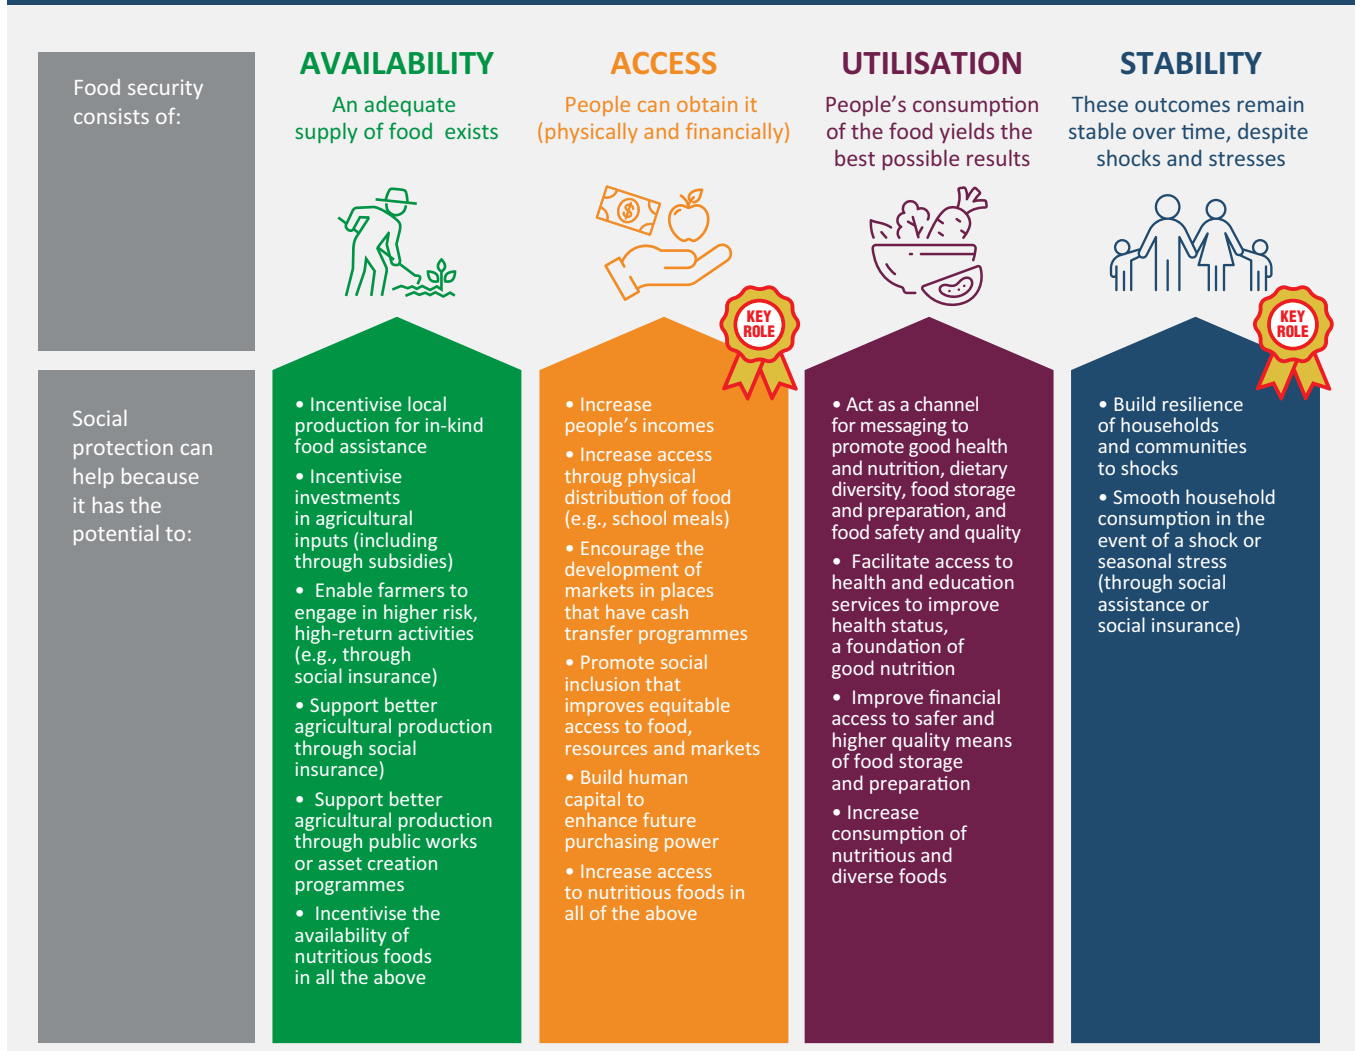 Food security
consists of:
AVAILABILITY
An adequate
supply of food exists
ACCESS
People can obtain it
(physically and financially)
UTILISATION
People's consumption
of the food yields the
best possible results
STABILITY
These outcomes remain
stable over time, despite
shocks and stresses
KEY
ROLE
KEY
ROLE
Social
protection can
help because
it has the
potential to:
• Incentivise local
production for in-kind
food assistance
• Incentivise
investments
in agricultural
inputs (including
through subsidies)
• Enable farmers to
engage in higher risk,
high-return activities
(e.g., through
social insurance)
• Support better
agricultural production
through social
insurance)
• Support better
agricultural production
through public works
or asset creation
programmes
• Incentivise the
availability of
nutritious foods
in all the above
• Increase
people's incomes
• Increase access
throug physical
distribution of food
(e.g., school meals)
• Encourage the
development of
markets in places
that have cash
transfer programmes
• Promote social
inclusion that
improves equitable
access to food,
resources and markets
• Build human
capital to
enhance future
purchasing power
• Increase access
to nutritious foods in
all of the above
• Act as a channel
for messaging to
promote good health
and nutrition, dietary
diversity, food storage
and preparation, and
food safety and quality
• Facilitate access to
health and education
services to improve
health status,
a foundation of
good nutrition
• Improve financial
access to safer and
higher quality means
of food storage
and preparation
• Increase
consumption of
nutritious and
diverse foods
• Build resilience
of households
and communities
to shocks
• Smooth household
consumption in the
event of a shock or
seasonal stress
(through social
assistance or
social insurance)